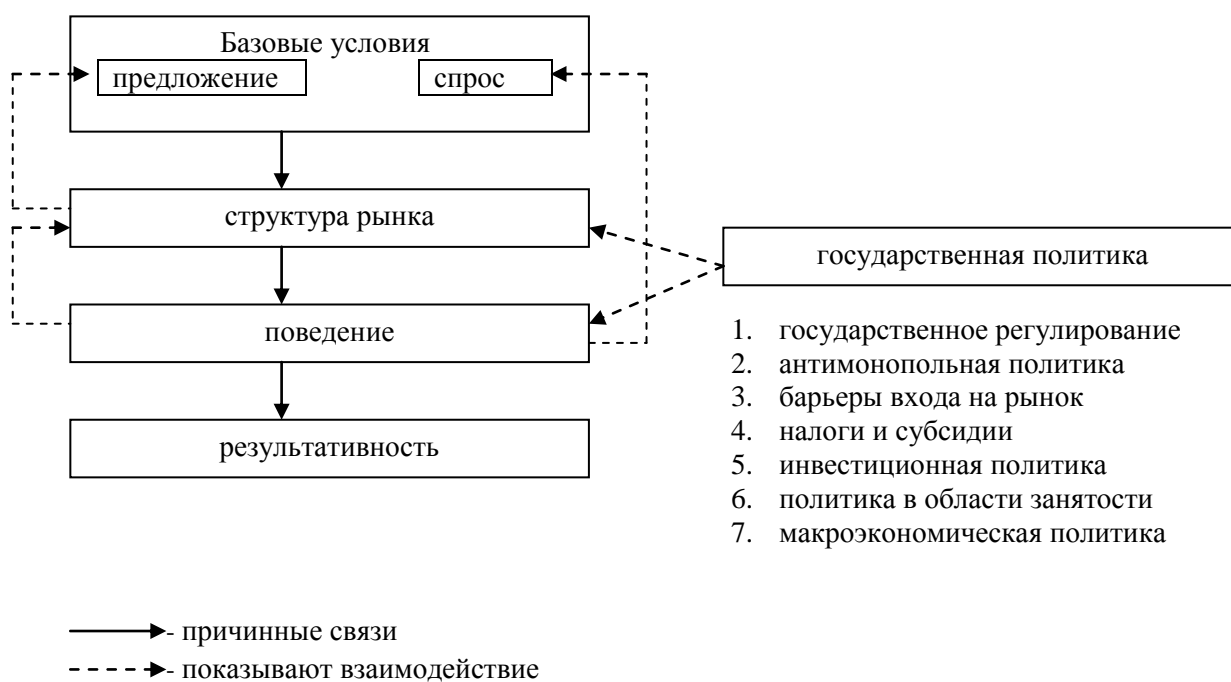 Базовые условия
предложение
спрос
структура рынка
государственная политика
поведение
результативность
1. государственное регулирование
2. антимонопольная политика
3. барьеры входа на рынок
4. налоги и субсидии
5. инвестиционная политика
6. политика в области занятости
7. макроэкономическая политика
- причинные связи
- показывают взаимодействие